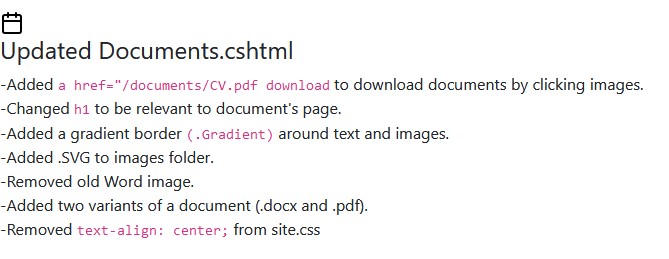 Updated Documents.cshtml
-Added a href="/documents/CV.pdf download to download documents by clicking images.
-Changed h1 to be relevant to document's page.
-Added a gradient border (.Gradient) around text and images.
-Added .SVG to images folder.
-Removed old Word image.
-Added two variants of a document (.docx and .pdf).
-Removed text-align: center; from site.css